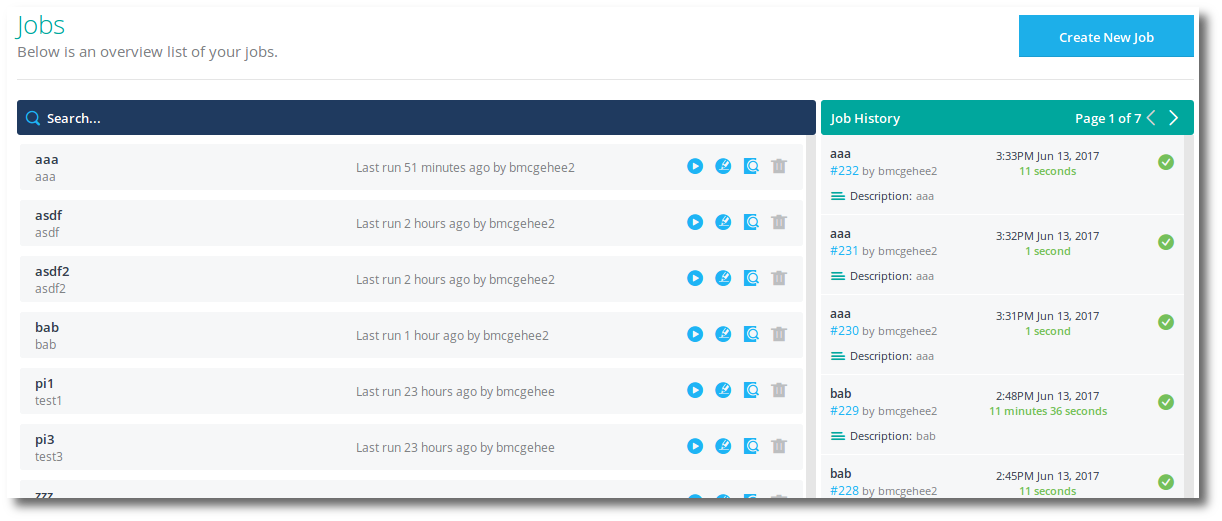 Jobs
Below is an overview list of your jobs.
Create New Job
Search...
aaa
aaa
Last run 51 minutes ago by bmcgehee2
asdf
asdf
Last run 2 hours ago by bmcgehee2
asdf2
asdf2
Last run 2 hours ago by bmcgehee2
bab
bab
Last run 1 hour ago by bmcgehee2
pi1
test1
Last run 23 hours ago by bmcgehee
pi3
test3
Last run 23 hours ago by bmcgehee
zzz
Job History
Page 1 of 7
aaa
3:33PM Jun 13, 2017
#232 by bmcgehee2
11 seconds
Description: aaa
aaa
3:32PM Jun 13, 2017
#231 by bmcgehee2
1 second
Description: aaa
aaa
3:31PM Jun 13, 2017
#230 by bmcgehee2
1 second
Description: aaa
bab
2:48PM Jun 13, 2017
#229 by bmcgehee2
11 minutes 36 seconds
Description: bab
bab
2:45PM Jun 13, 2017
#228 by bmcgehee2
11 seconds